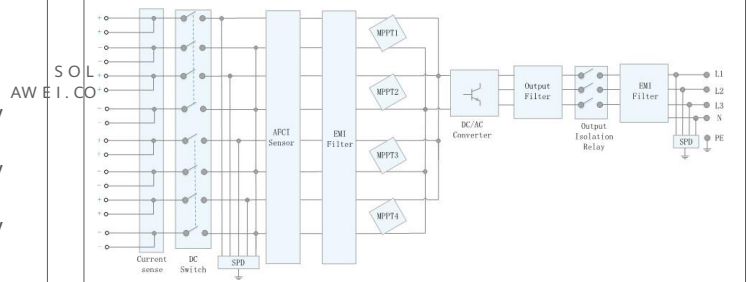 SOL
AWEI.CO
MPPT1
MPPT2
MPPT3
MPPT4
AFCI
Sensor
EMI
Filter
DC/AC
Converter
Output
Filter
Output
Isolation
Relay
EMI
Filter
L1
L2
L3
N
PE
SPD
Current
sense
DC
Switch
SPD